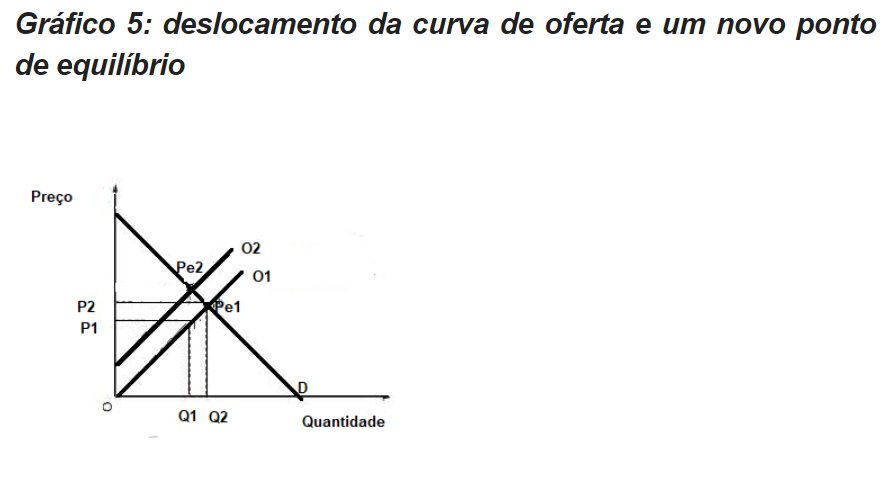 Gráfico 5: deslocamento da curva de oferta e um novo ponto
de equilíbrio
Preço
O2
Pe2
O1
P2
Pe1
P1
D
O
Q1 Q2
Quantidade